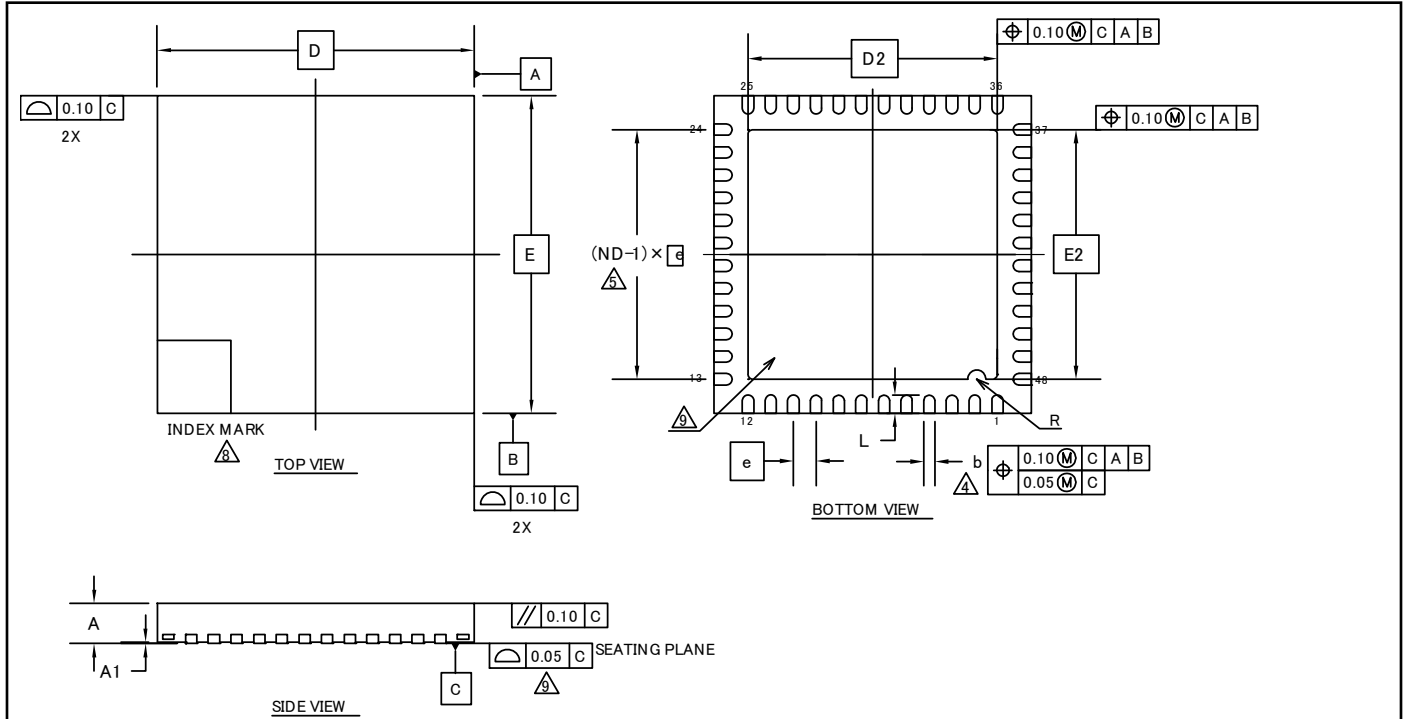 D
A
0.10 C
2X
E
INDEX MARK
8
TOP VIEW
B
0.10 C
2X
0.10 Ⓜ C A B
D2
25
36
0.10 Ⓜ C A B
24
37
(ND-1)× e
5
E2
13
48
9
12
1
L
R
e
b
4
0.10 Ⓜ C A B
0.05 Ⓜ C
BOTTOM VIEW
A
// 0.10 C
A1
0.05 C SEATING PLANE
9
C
SIDE VIEW